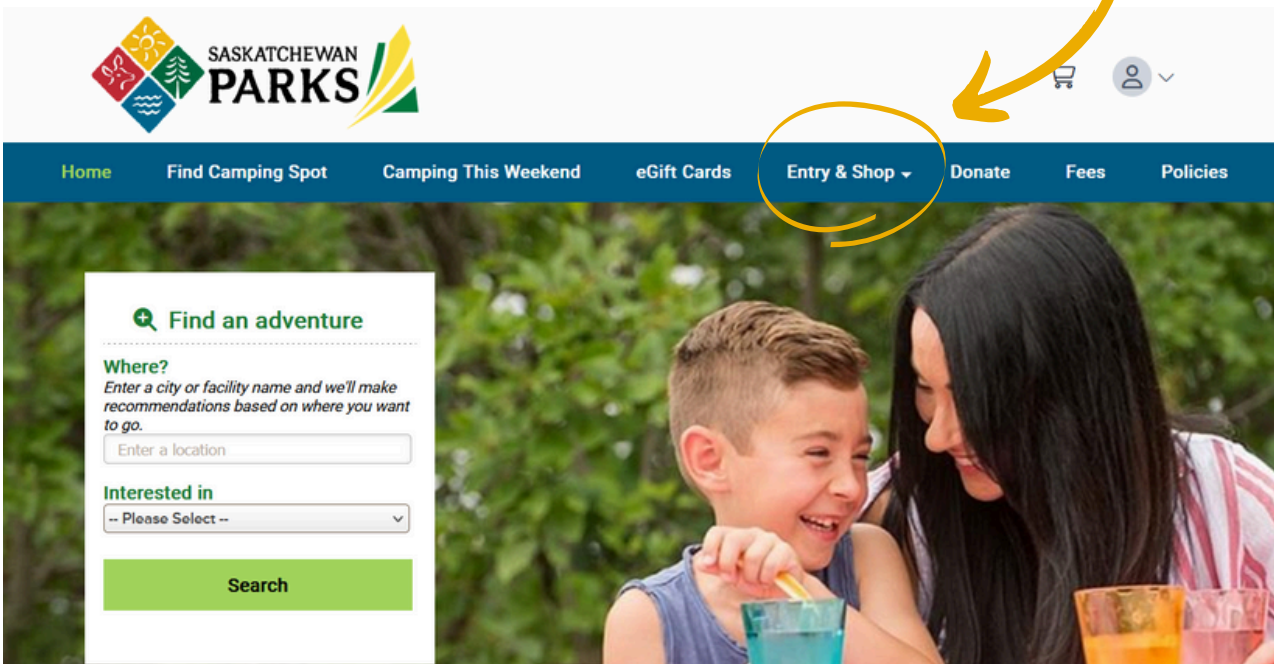 SASKATCHEWAN
PARKS
Home Find Camping Spot Camping This Weekend eGift Cards Entry & Shop Donate Fees Policies
Find an adventure
Where?
Enter a city or facility name and we'll make
recommendations based on where you want
to go.
Enter a location
Interested in
-- Please Select --
Search